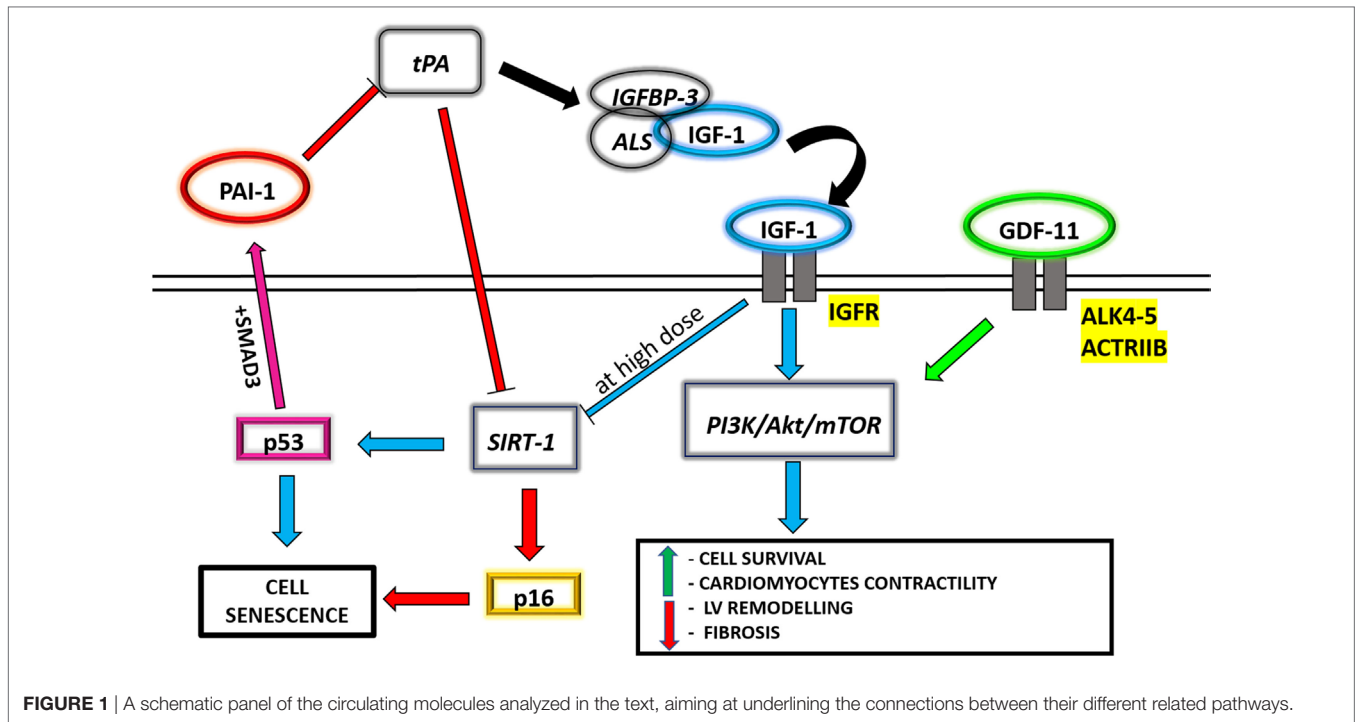 tPA
IGFBP-3
ALS
IGF-1
PAI-1
IGF-1
GDF-11
IGFR
ALK4-5
ACTRIIB
+SMAD3
at high dose
p53
SIRT-1
PI3K/Akt/mTOR
CELL
SENESCENCE
p16
- CELL SURVIVAL
- CARDIOMYOCYTES CONTRACTILITY
- LV REMODELLING
- FIBROSIS
FIGURE 1 | A schematic panel of the circulating molecules analyzed in the text, aiming at underlining the connections between their different related pathways.